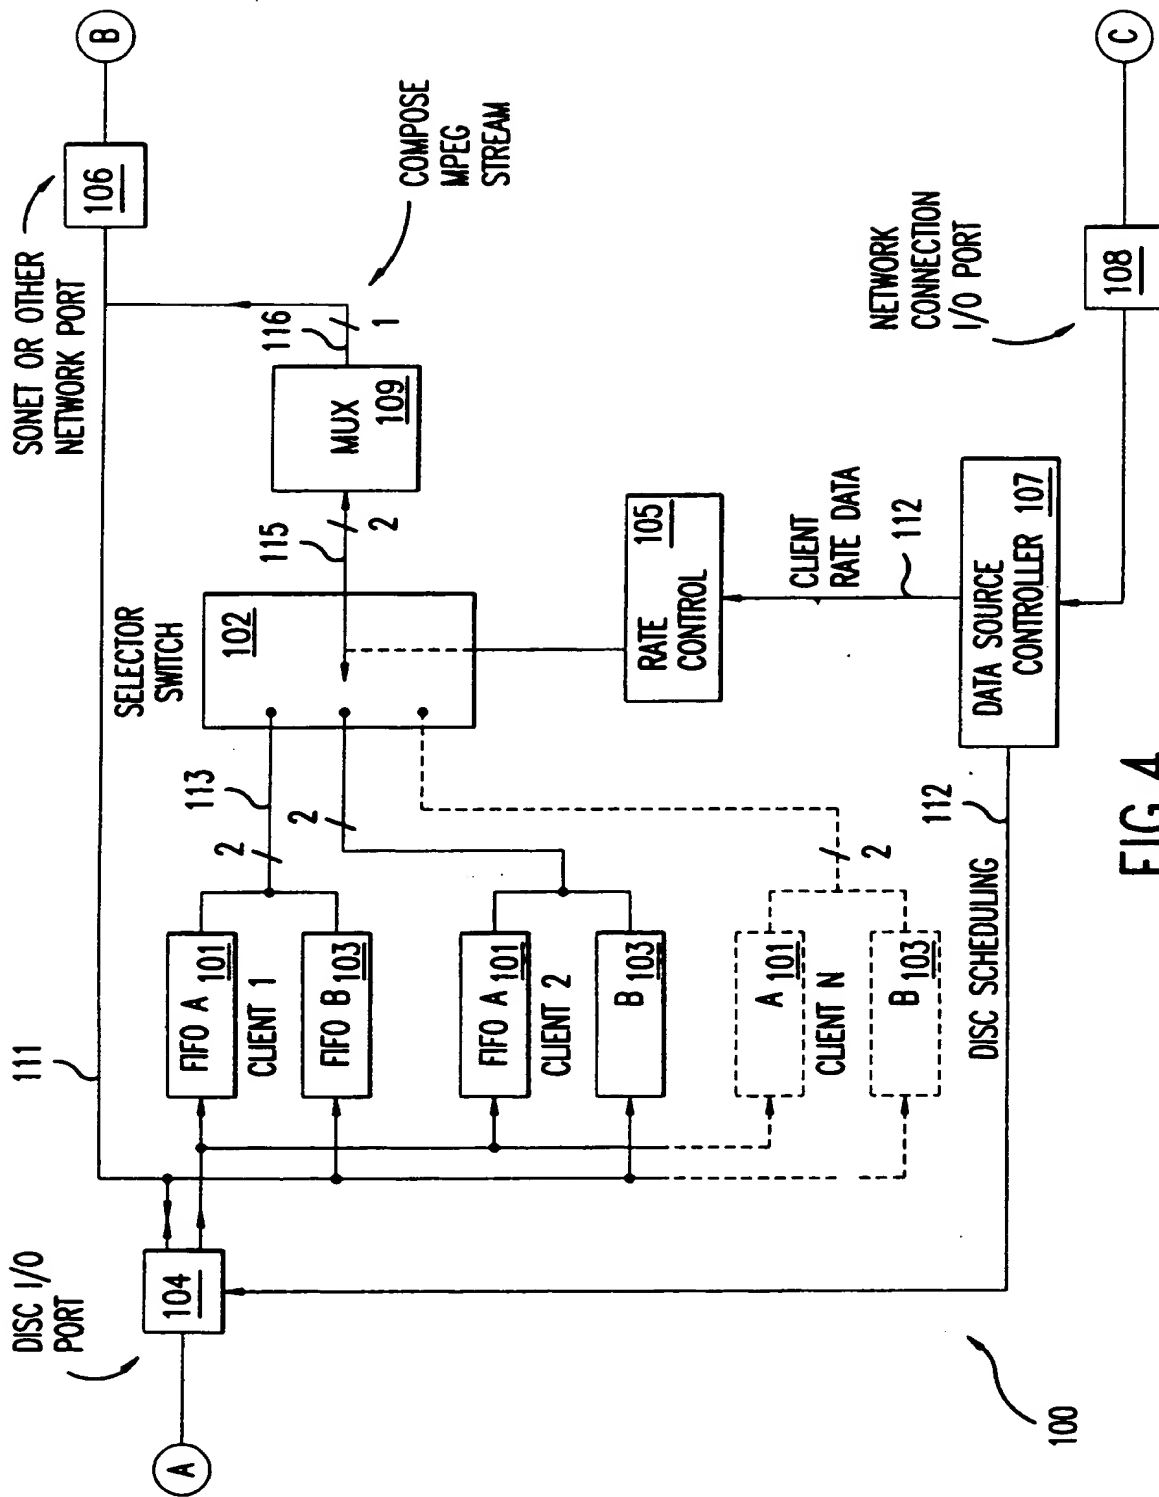 A
DISC I/O
PORT
104
111
FIFO A 101
CLIENT 1
FIFO B 103
FIFO A 101
CLIENT 2
B 103
A 101
CLIENT N
B 103
2
113
2
2
SELECTOR
SWITCH
102
115
2
MUX
109
116
1
COMPOSE
MPEG
STREAM
SONET OR OTHER
NETWORK PORT
106
B
RATE
CONTROL
105
CLIENT
RATE DATA
112
DISC SCHEDULING
112
DATA SOURCE
CONTROLLER 107
NETWORK
CONNECTION
I/O PORT
108
C
100
FIG. 4